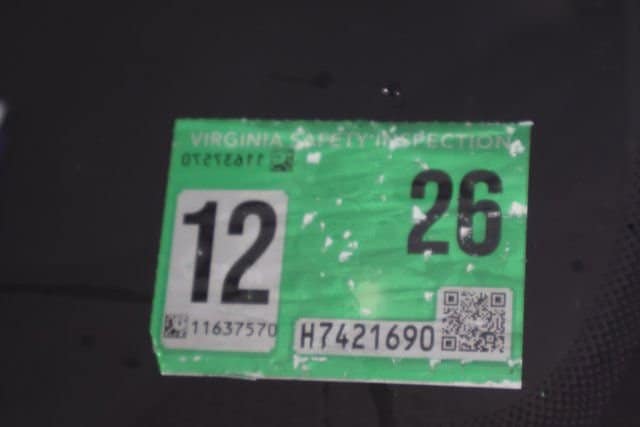 VIRGINIA SAFETY INSPECTION
11637570
12
26
11637570
H7421690